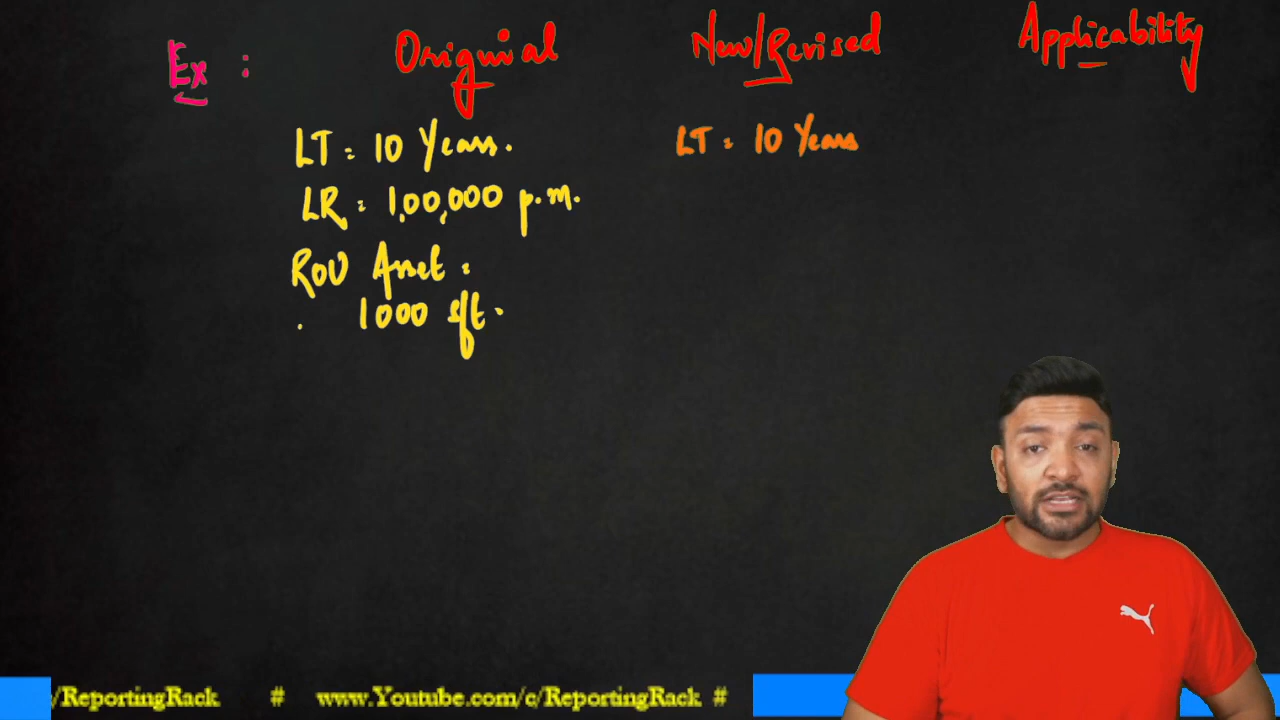 Ex : Original New/Revised Applicability
LT = 10 Years. LT = 10 Years
LR = 1,00,000 p.m.
ROU Asset =
1000 sft.
/ReportingRack # www.Youtube.com/c/ReportingRack #